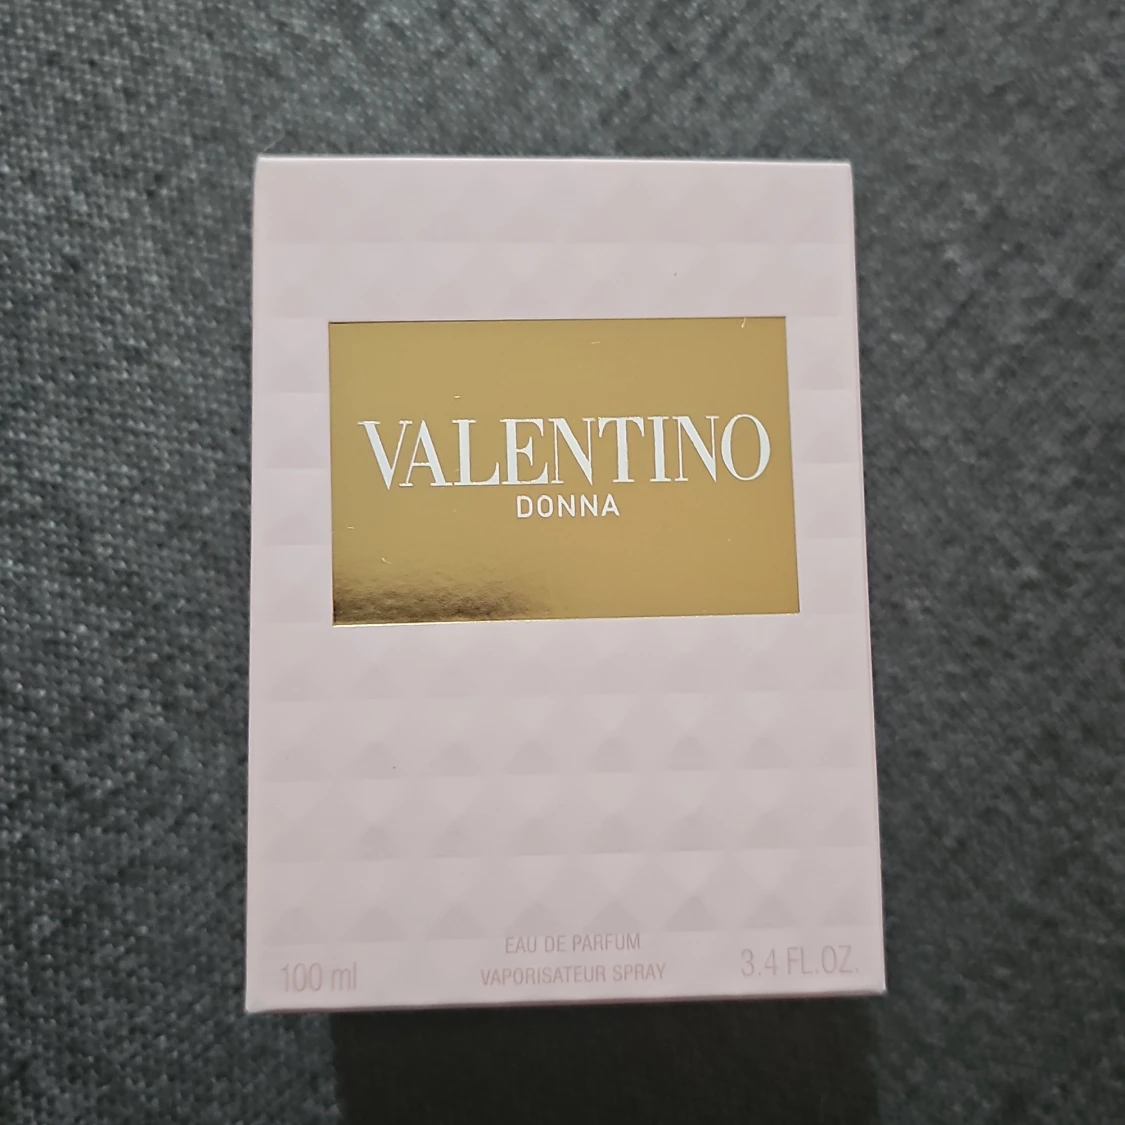 VALENTINO
DONNA
EAU DE PARFUM
100 ml VAPORISATEUR SPRAY 3.4 FL.OZ.